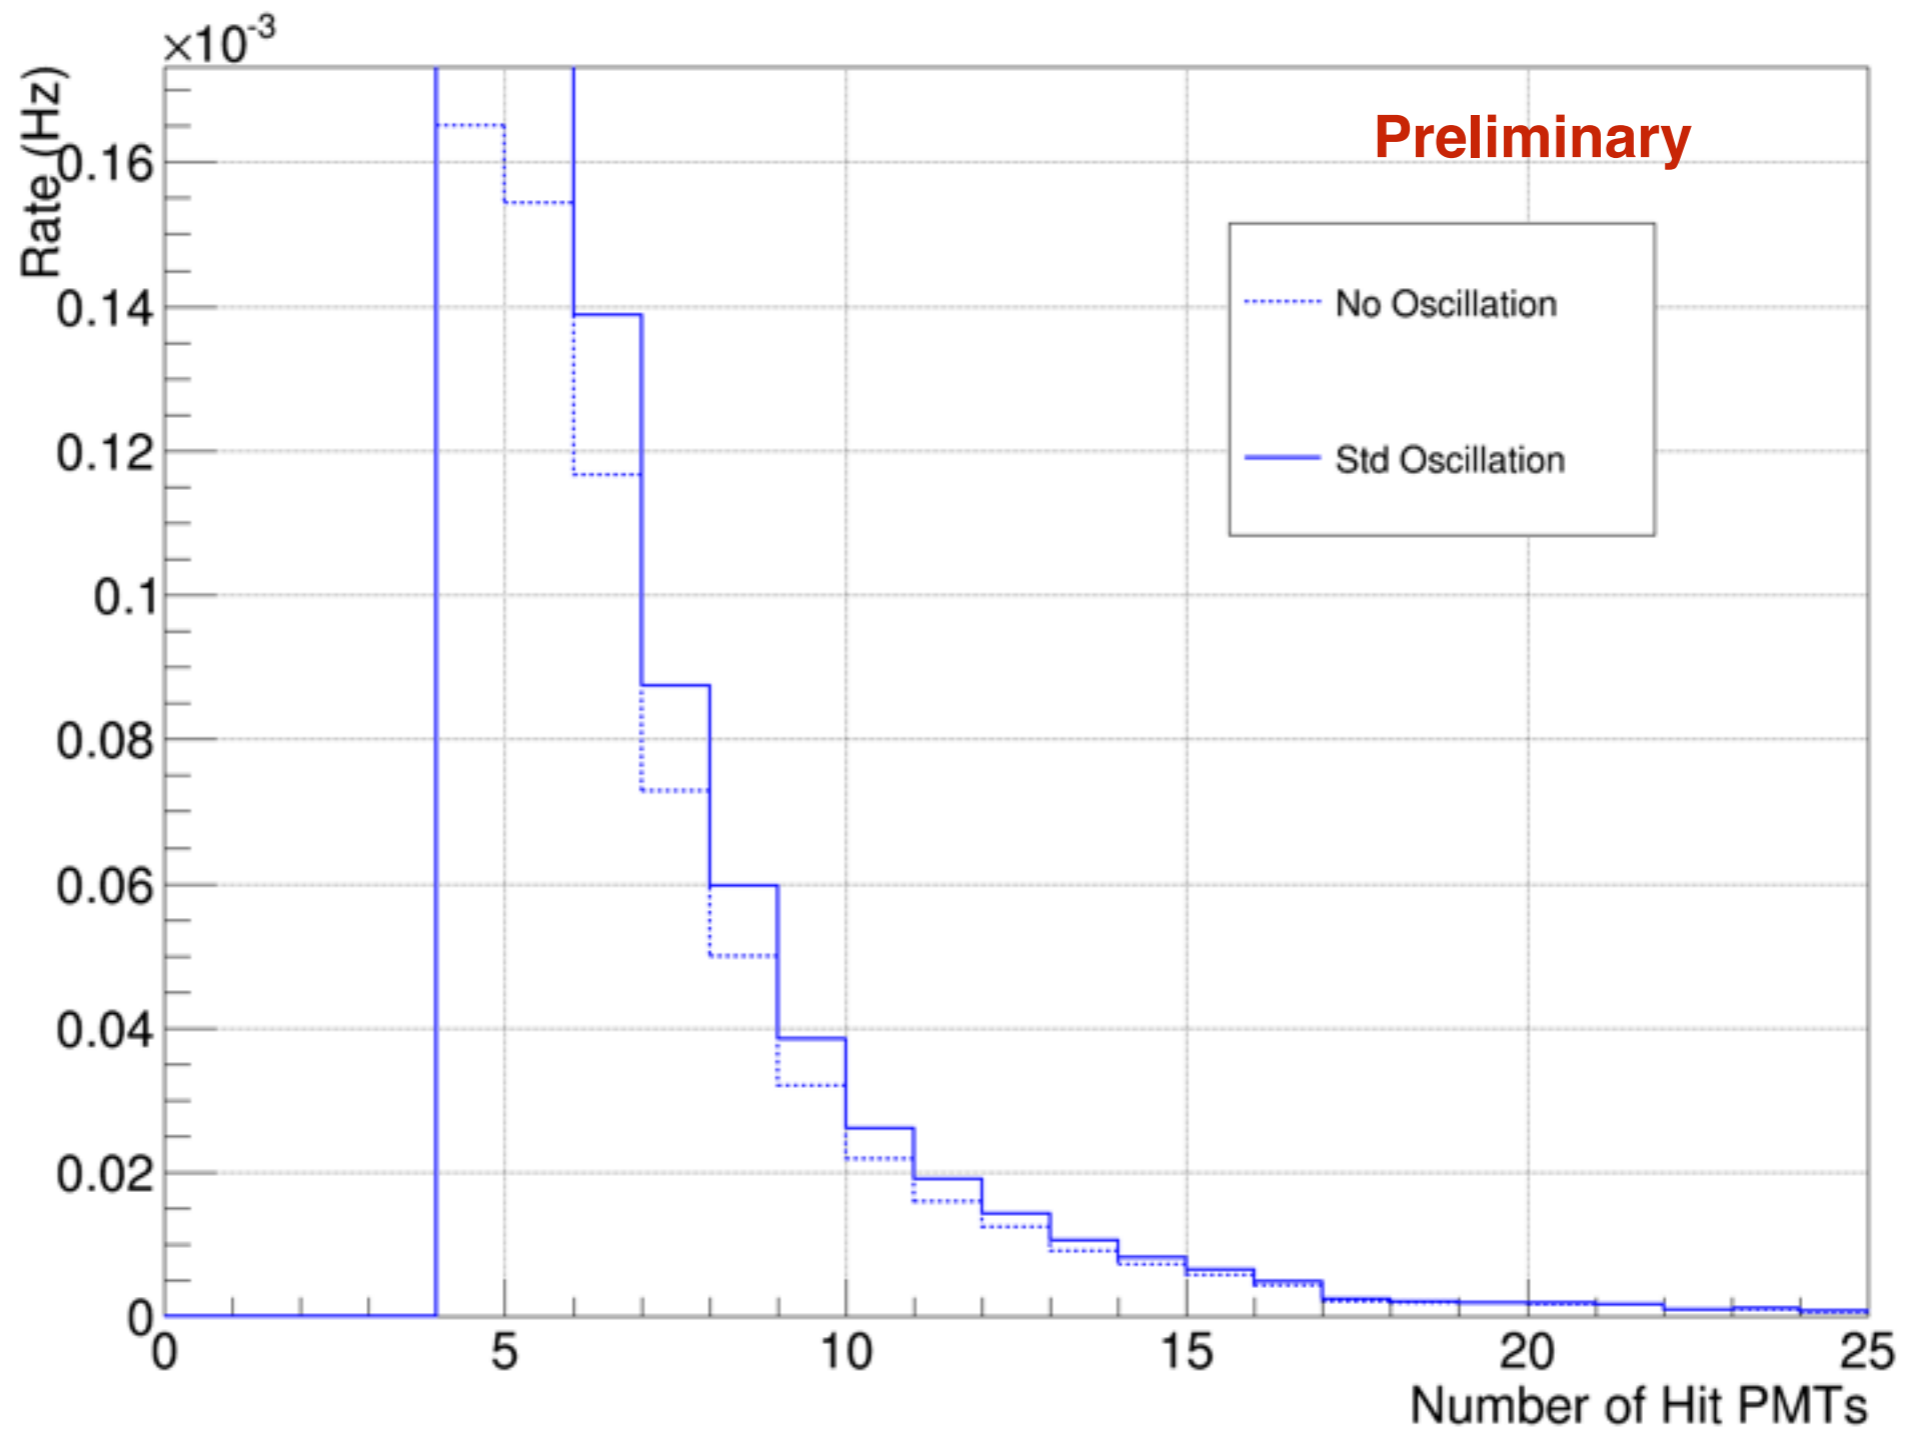 ×10-3
Rate (Hz)
Preliminary
0.16
0.14
0.12
0.1
0.08
0.06
0.04
0.02
0
No Oscillation
Std Oscillation
0 5 10 15 20 25
Number of Hit PMTs